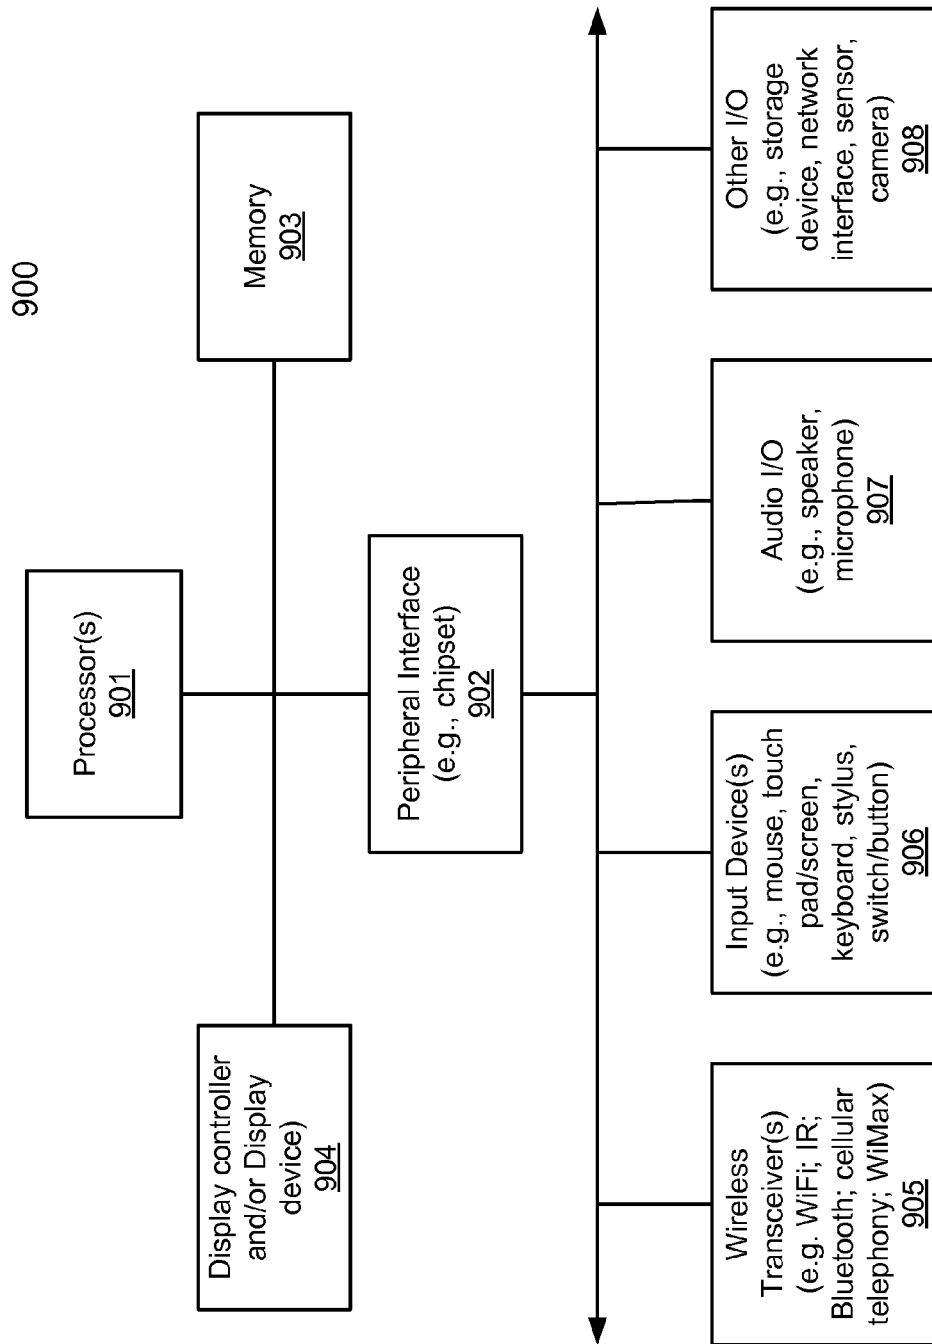 900
Processor(s)
901
Display controller
and/or Display
device)
904
Memory
903
Peripheral Interface
(e.g., chipset)
902
Wireless
Transceiver(s)
(e.g. WiFi; IR;
Bluetooth; cellular
telephony; WiMax)
905
Input Device(s)
(e.g., mouse, touch
pad/screen,
keyboard, stylus,
switch/button)
906
Audio I/O
(e.g., speaker,
microphone)
907
Other I/O
(e.g., storage
device, network
interface, sensor,
camera)
908